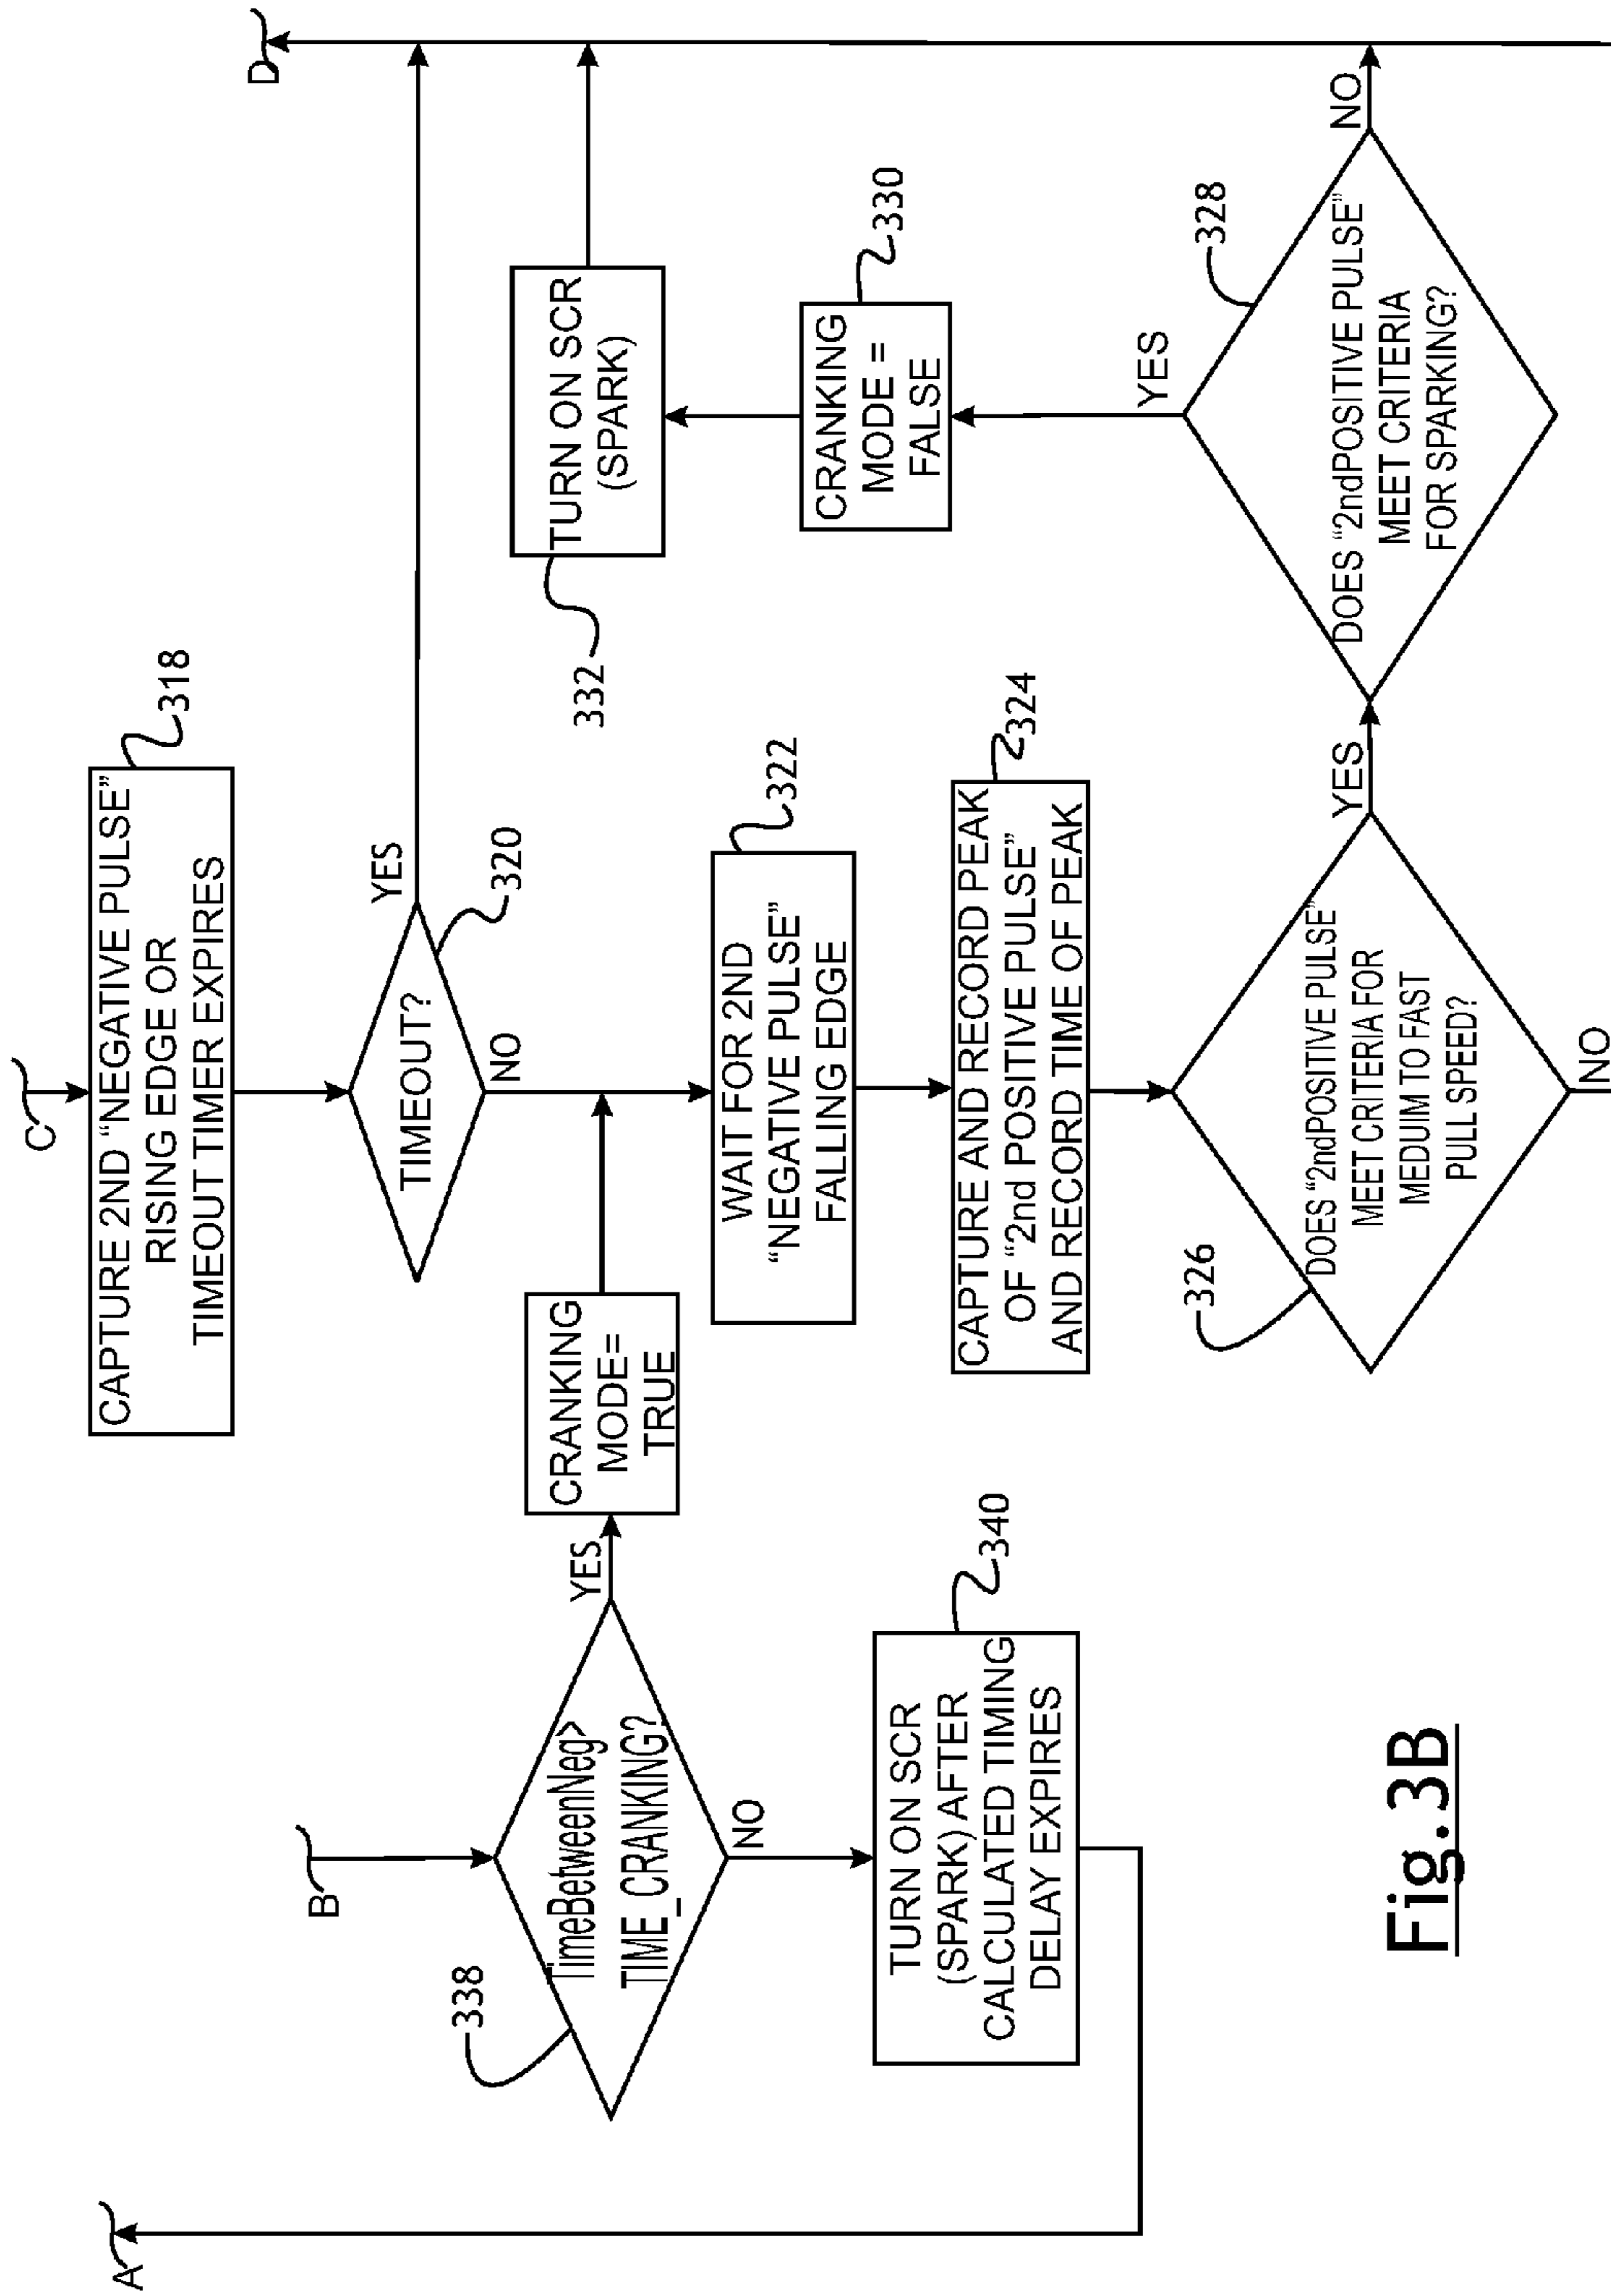 C
CAPTURE 2ND “NEGATIVE PULSE”
RISING EDGE OR
TIMEOUT TIMER EXPIRES
318
TIMEOUT?
320
YES
NO
D
A
B
338
TimeBetweenNeg>
TIME_CRANKING?
YES
NO
CRANKING
MODE=
TRUE
TURN ON SCR
(SPARK) AFTER
CALCULATED TIMING
DELAY EXPIRES
340
WAIT FOR 2ND
“NEGATIVE PULSE”
FALLING EDGE
322
CAPTURE AND RECORD PEAK
OF “2nd POSITIVE PULSE”
AND RECORD TIME OF PEAK
324
326
DOES “2ndPOSITIVE PULSE”
MEET CRITERIA FOR
MEDUM TO FAST
PULL SPEED?
YES
NO
DOES “2ndPOSITIVE PULSE”
MEET CRITERIA
FOR SPARKING?
328
YES
NO
CRANKING
MODE =
FALSE
330
TURN ON SCR
(SPARK)
332
Fig.3B